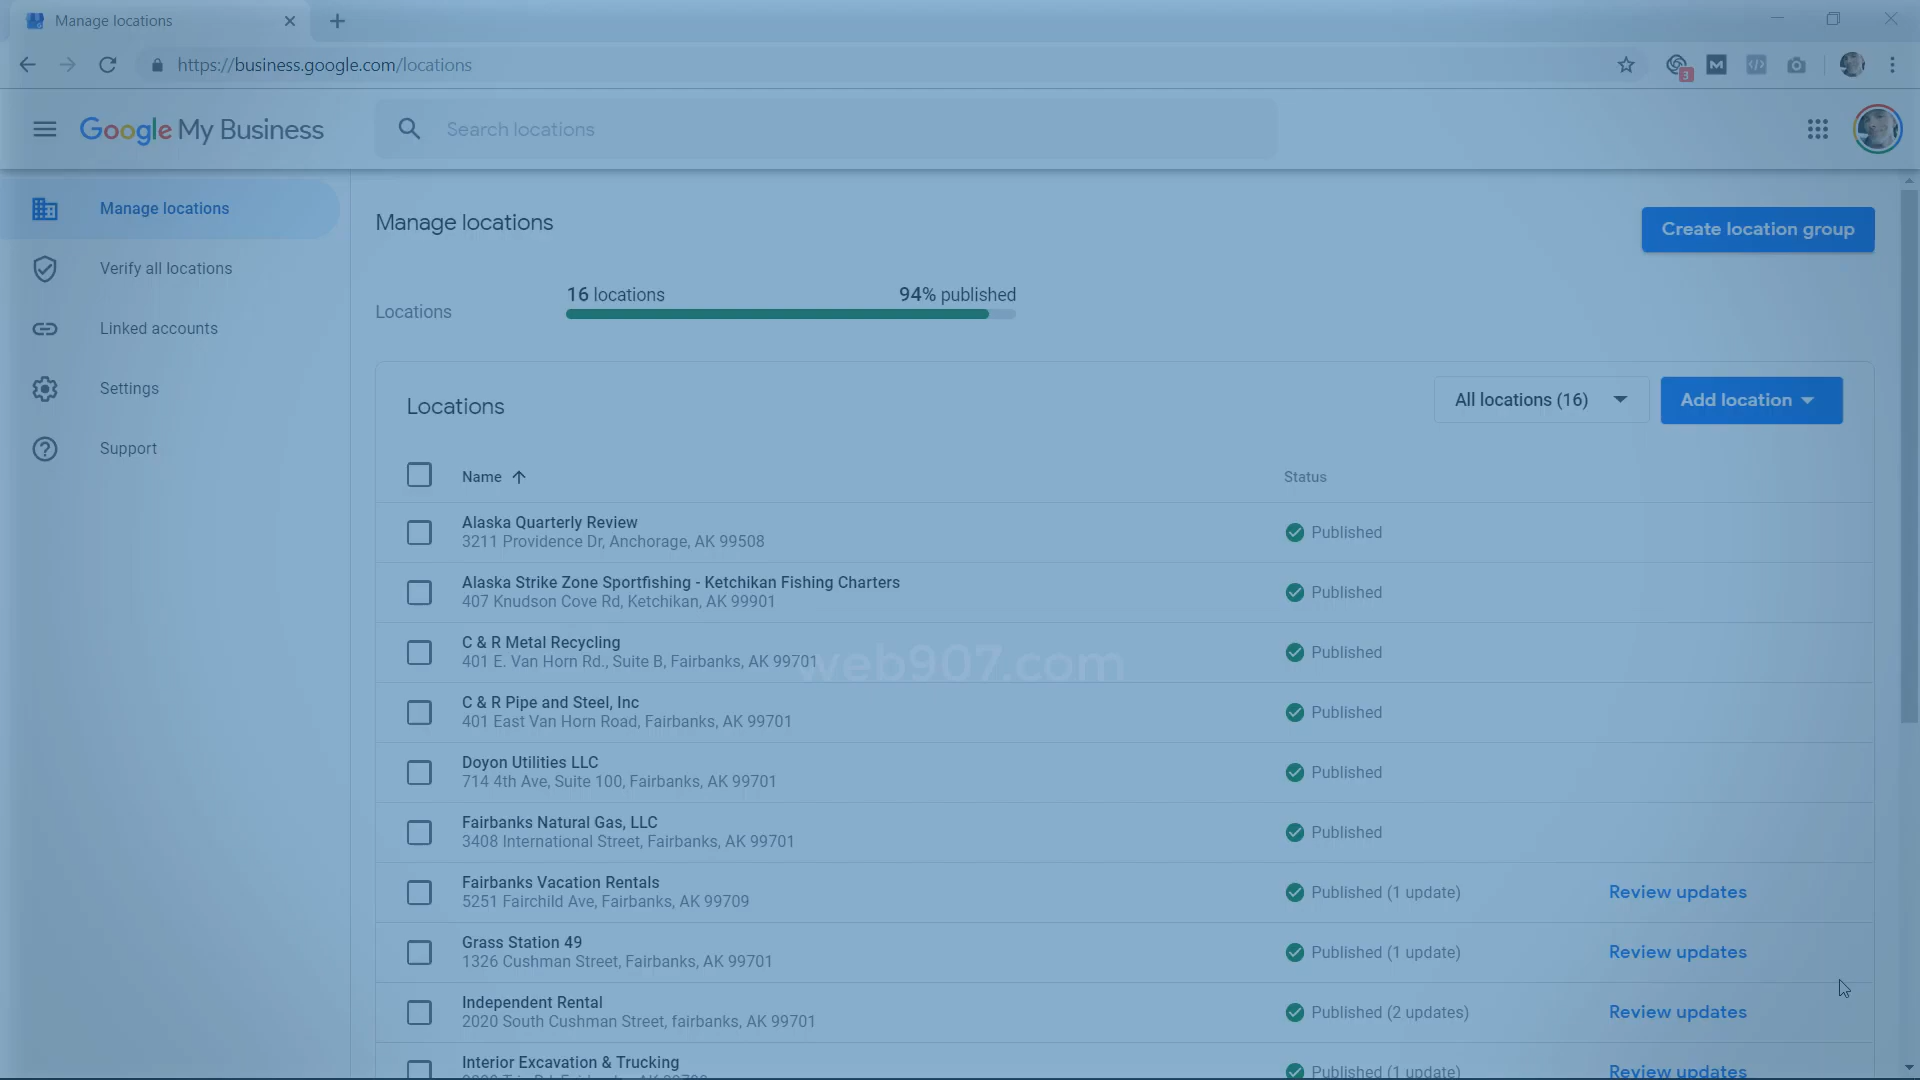 Manage locations
https://business.google.com/locations
3
Google My Business
Search locations
Manage locations
Verify all locations
Linked accounts
Settings
Support
Manage locations
Create location group
Locations
16 locations
94% published
Locations
All locations (16)
Add location
Name
Status
Alaska Quarterly Review
3211 Providence Dr, Anchorage, AK 99508
Published
Alaska Strike Zone Sportfishing - Ketchikan Fishing Charters
407 Knudson Cove Rd, Ketchikan, AK 99901
Published
C & R Metal Recycling
401 E. Van Horn Rd., Suite B, Fairbanks, AK 99701
Published
web907.com
C & R Pipe and Steel, Inc
401 East Van Horn Road, Fairbanks, AK 99701
Published
Doyon Utilities LLC
714 4th Ave, Suite 100, Fairbanks, AK 99701
Published
Fairbanks Natural Gas, LLC
3408 International Street, Fairbanks, AK 99701
Published
Fairbanks Vacation Rentals
5251 Fairchild Ave, Fairbanks, AK 99709
Published (1 update)
Review updates
Grass Station 49
1326 Cushman Street, Fairbanks, AK 99701
Published (1 update)
Review updates
Independent Rental
2020 South Cushman Street, fairbanks, AK 99701
Published (2 updates)
Review updates
Interior Excavation & Trucking
Published (1 update)
Review updates